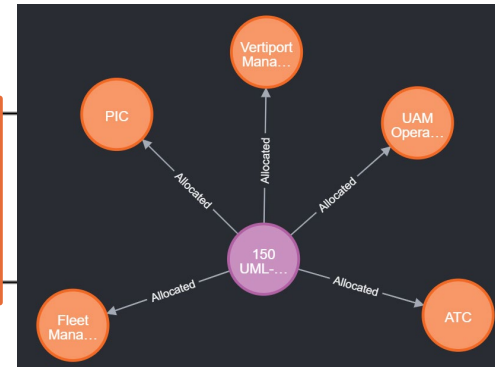 Vertiport
Mana...
PIC
UAM
Opera...
Allocated
Allocated
Allocated
150
UML-...
Allocated
Allocated
Fleet
Mana...
ATC